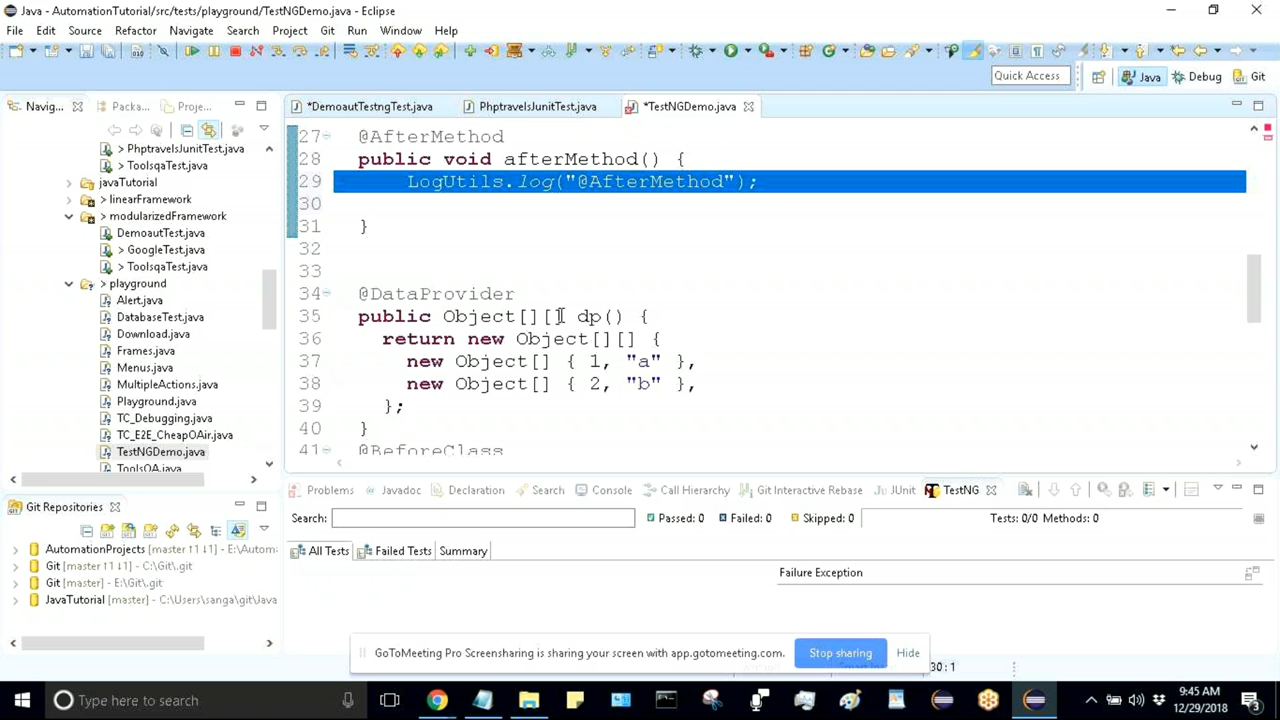 Java - AutomationTutorial/src/tests/playground/TestNGDemo.java - Eclipse
File Edit Source Refactor Navigate Search Project Git Run Window Help
Quick Access
Java
Debug
Git
Navig...
Packa...
Proje...
PhptravelsJunitTest.java
> ToolsqaTest.java
javaTutorial
> linearFramework
> modularizedFramework
DemoautTest.java
> GoogleTest.java
> ToolsqaTest.java
> playground
Alert.java
DatabaseTest.java
Download.java
Frames.java
Menus.java
MultipleActions.java
Playground.java
TC_Debugging.java
TC_E2E_CheapOAir.java
TestNGDemo.java
ToolsQA.java
*DemoautTestngTest.java
PhptravelsJunitTest.java
*TestNGDemo.java
27 @AfterMethod
28 public void afterMethod() {
29 LogUtils.log("@AfterMethod");
30
31 }
32
33
34 @DataProvider
35 public Object[][] dp() {
36 return new Object[][] {
37 new Object[] { 1, "a" },
38 new Object[] { 2, "b" },
39 };
40 }
41 @BeforeClass
Git Repositories
AutomationProjects [master ↑1 ↓1] - E:\Autom
Git [master ↑1 ↓1] - C:\Git\.git
Git [master] - E:\Git\.git
JavaTutorial [master] - C:\Users\sanga\git\Java
Problems
Javadoc
Declaration
Search
Console
Call Hierarchy
Git Interactive Rebase
JUnit
TestNG
Search:
Passed: 0
Failed: 0
Skipped: 0
Tests: 0/0 Methods: 0
All Tests
Failed Tests
Summary
Failure Exception
GoToMeeting Pro Screensharing is sharing your screen with app.gotomeeting.com.
Stop sharing
Hide
30 : 1
Type here to search
9:45 AM
12/29/2018
3